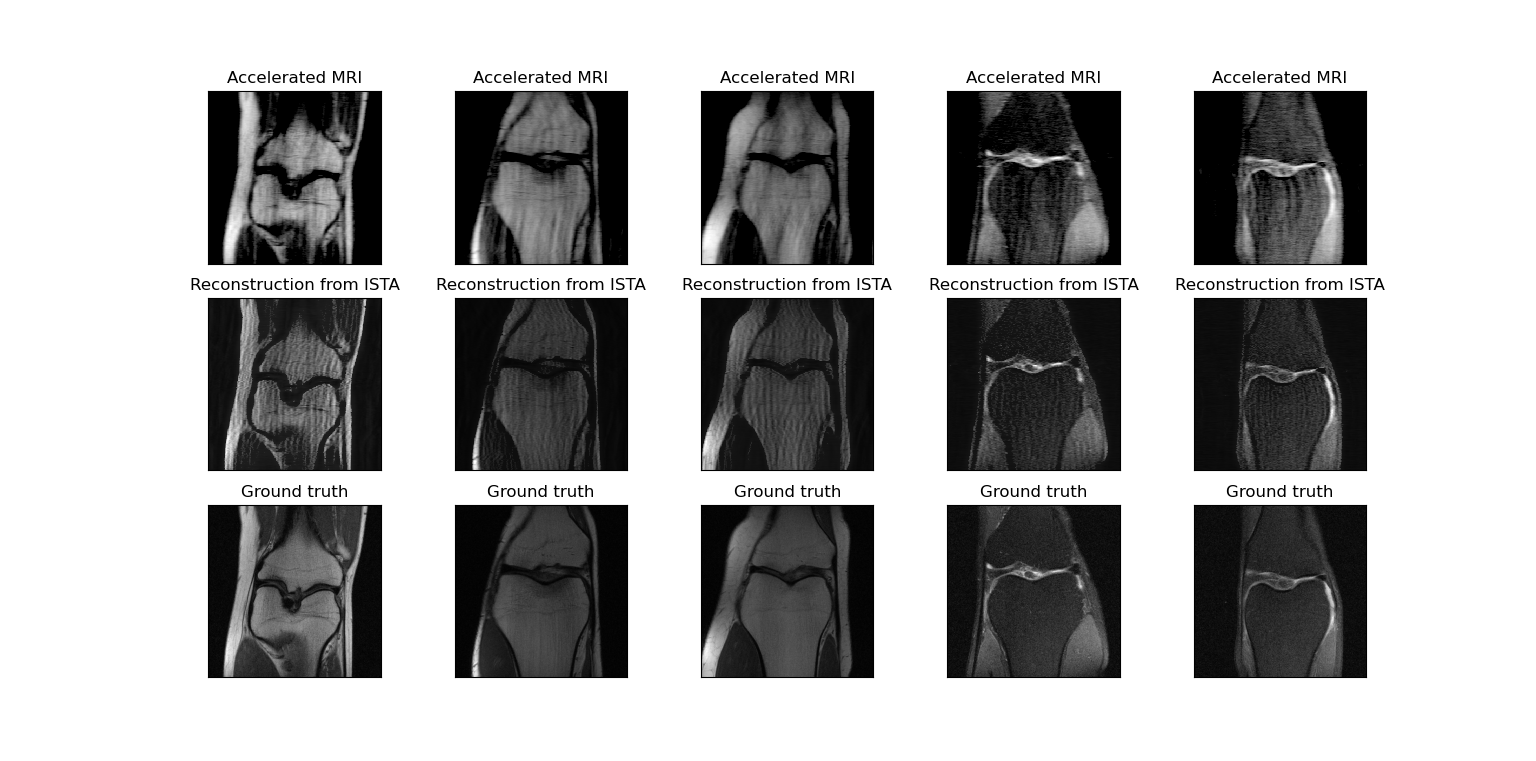 Accelerated MRI Accelerated MRI Accelerated MRI Accelerated MRI Accelerated MRI
Reconstruction from ISTA Reconstruction from ISTA Reconstruction from ISTA Reconstruction from ISTA Reconstruction from ISTA
Ground truth Ground truth Ground truth Ground truth Ground truth